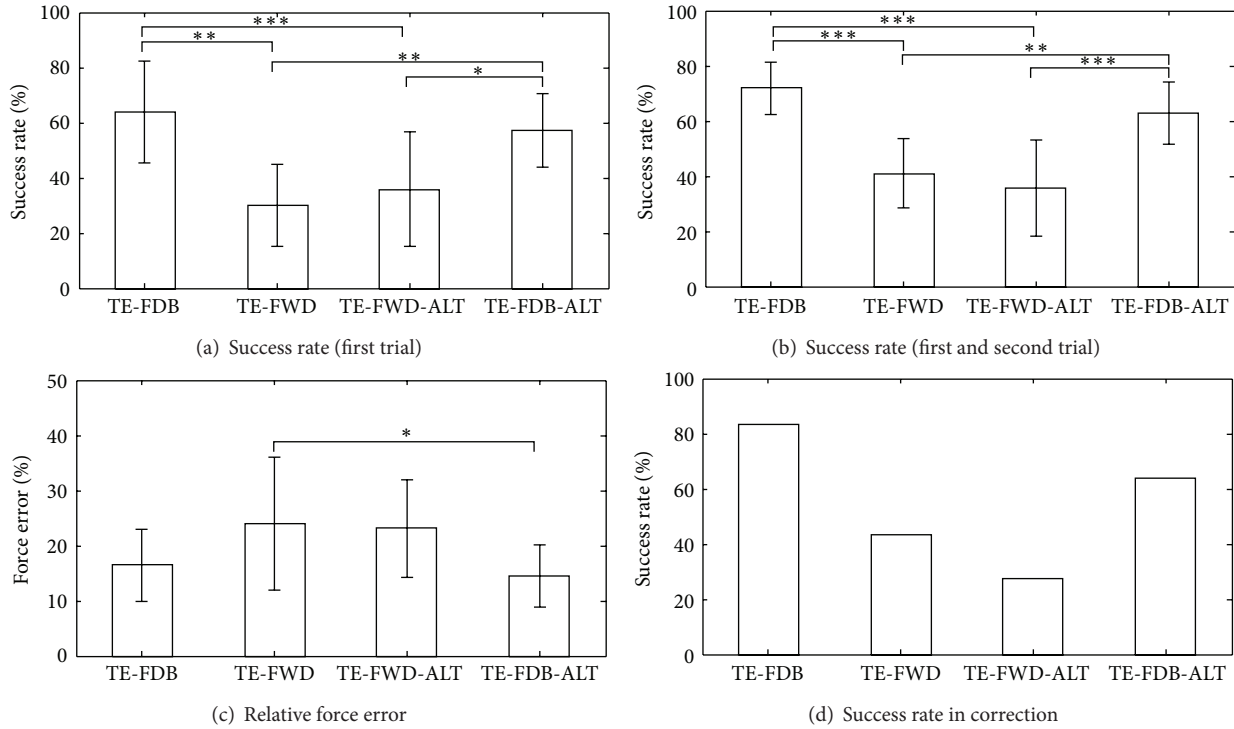 100
80
60
40
20
0
Success rate (%)
***
**
**
*
TE-FDB TE-FWD TE-FWD-ALT TE-FDB-ALT
(a) Success rate (first trial)
100
80
60
40
20
0
Success rate (%)
***
***
**
***
TE-FDB TE-FWD TE-FWD-ALT TE-FDB-ALT
(b) Success rate (first and second trial)
50
40
30
20
10
0
Force error (%)
*
TE-FDB TE-FWD TE-FWD-ALT TE-FDB-ALT
(c) Relative force error
100
80
60
40
20
0
Success rate (%)
TE-FDB TE-FWD TE-FWD-ALT TE-FDB-ALT
(d) Success rate in correction